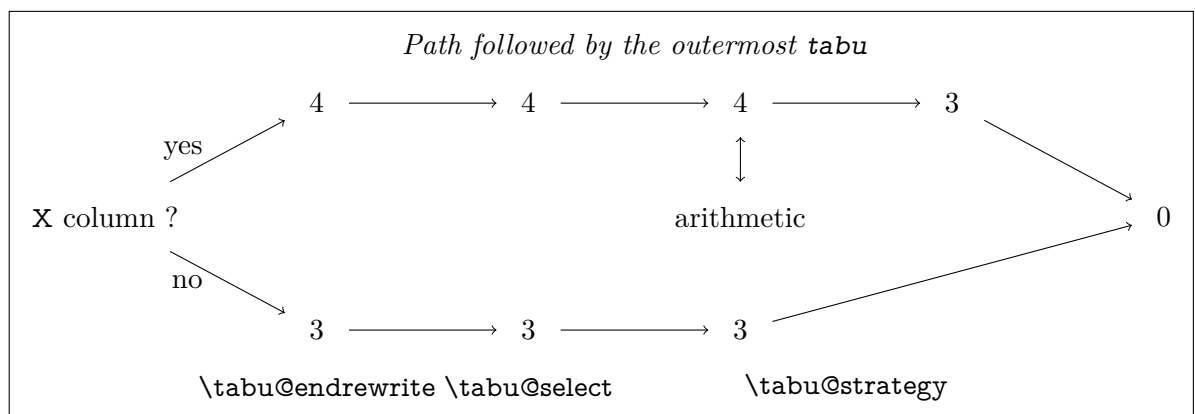 Path followed by the outermost tabu
4 4 4 3
yes
X column ? arithmetic 0
no
3 3 3
\tabu@endrewrite \tabu@select \tabu@strategy